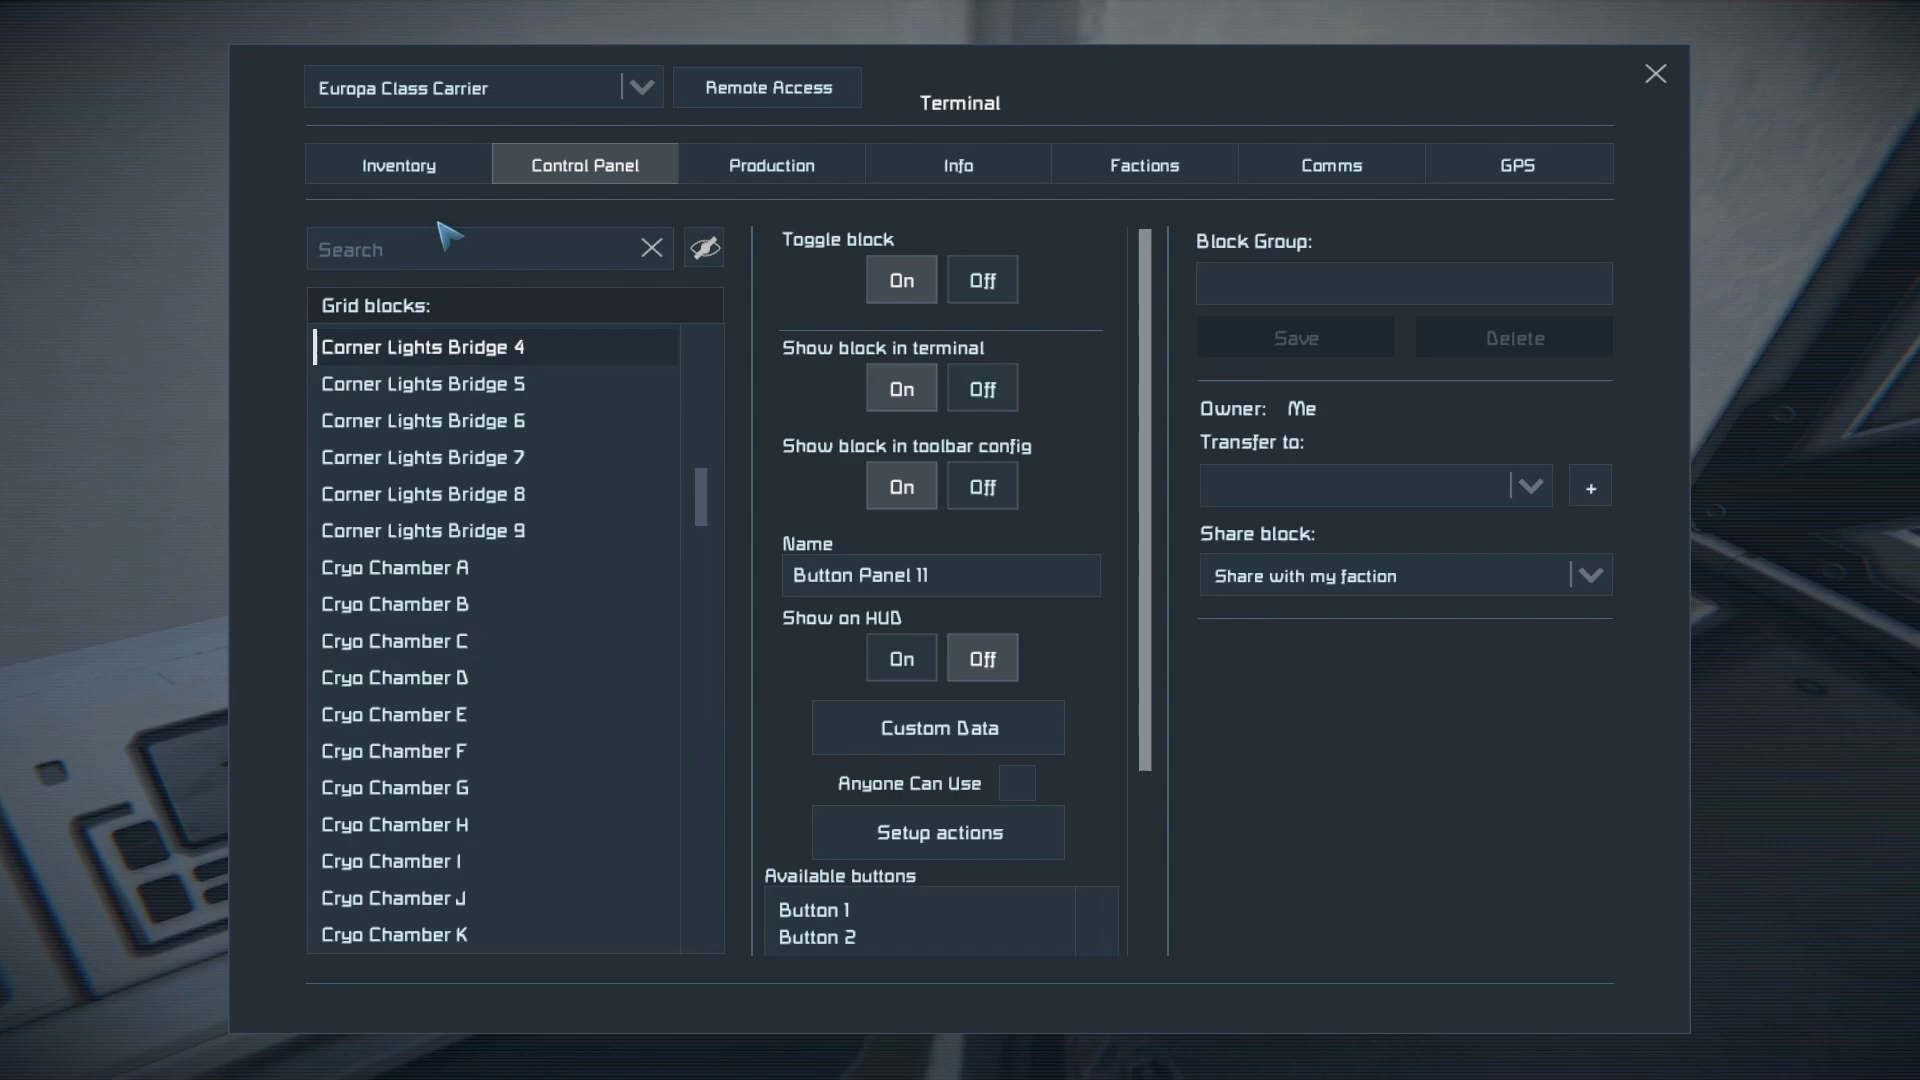 Europa Class Carrier
Remote Access
Terminal
Inventory
Control Panel
Production
Info
Factions
Comms
GPS
Search
Grid blocks:
Corner Lights Bridge 4
Corner Lights Bridge 5
Corner Lights Bridge 6
Corner Lights Bridge 7
Corner Lights Bridge 8
Corner Lights Bridge 9
Cryo Chamber A
Cryo Chamber B
Cryo Chamber C
Cryo Chamber D
Cryo Chamber E
Cryo Chamber F
Cryo Chamber G
Cryo Chamber H
Cryo Chamber I
Cryo Chamber J
Cryo Chamber K
Toggle block
On Off
Show block in terminal
On Off
Show block in toolbar config
On Off
Name
Button Panel 11
Show on HUD
On Off
Custom Data
Anyone Can Use
Setup actions
Available buttons
Button 1
Button 2
Block Group:
Save Delete
Owner: Me
Transfer to:
+
Share block:
Share with my faction